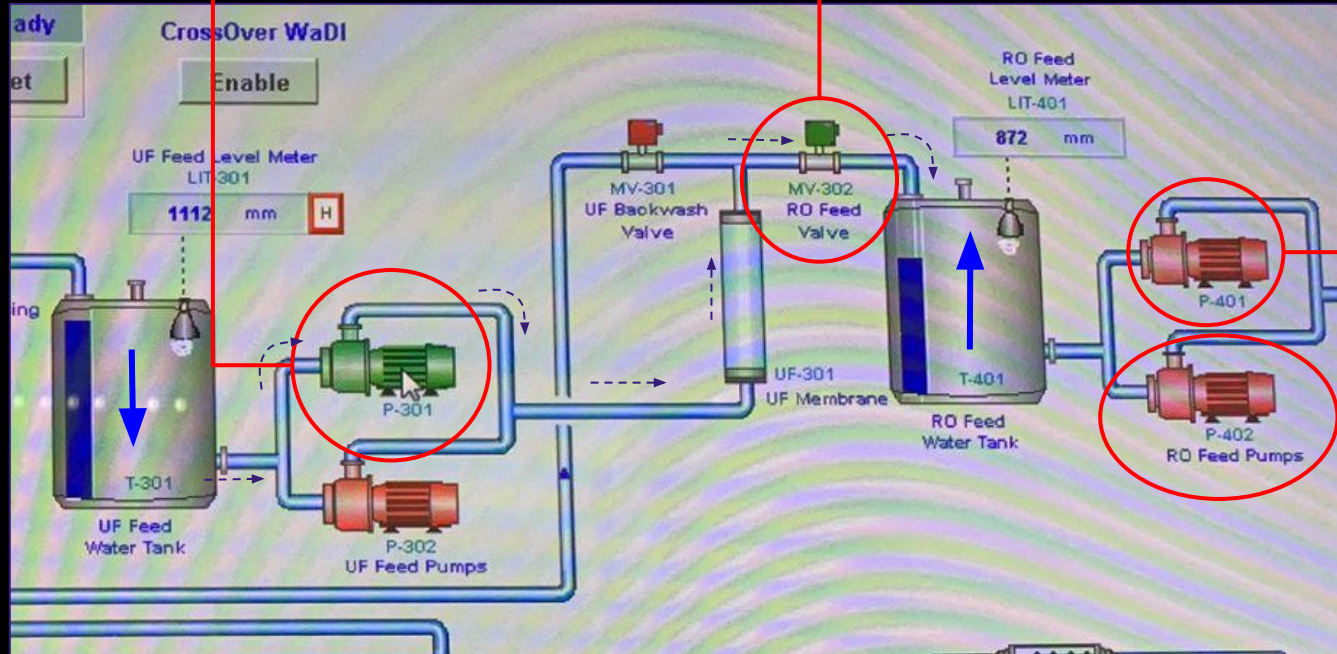 ady
CrossOver WaDI
et
Enable
RO Feed
Level Meter
LIT-401
872 mm
UF Feed Level Meter
LIT-301
1112 mm H
MV-301
UF Backwash
Valve
MV-302
RO Feed
Valve
ing
P-301
UF-301
UF Membrane
T-401
RO Feed
Water Tank
P-401
P-402
RO Feed Pumps
T-301
UF Feed
Water Tank
P-302
UF Feed Pumps